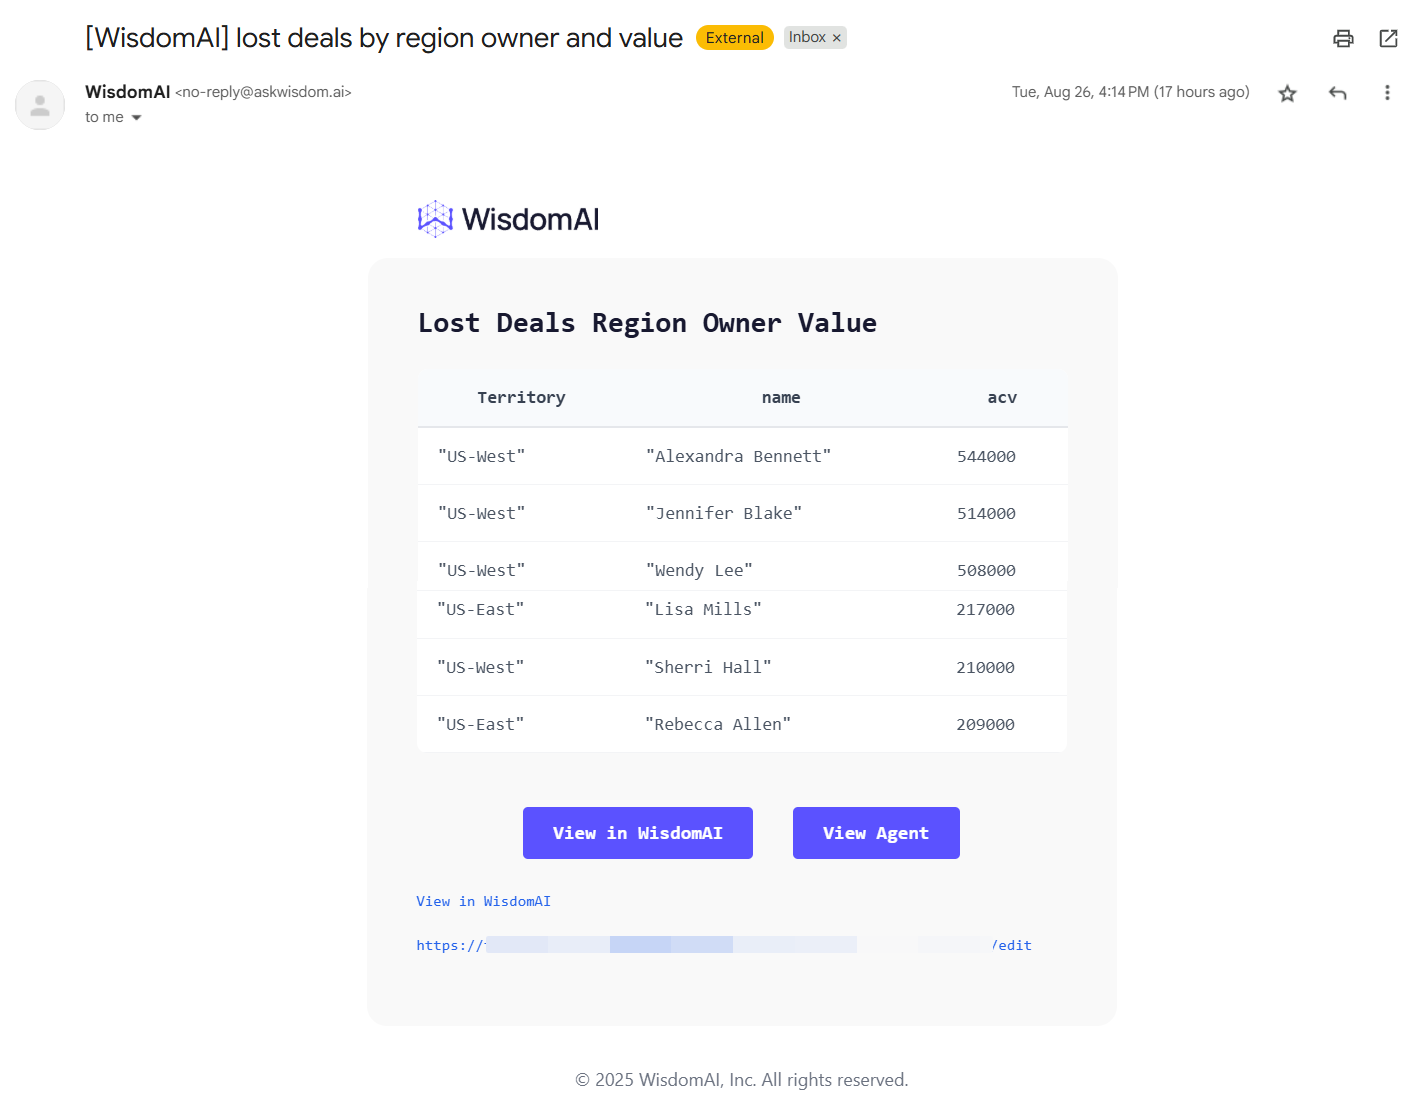 [WisdomAI] lost deals by region owner and value External Inbox ×
WisdomAI <no-reply@askwisdom.ai> Tue, Aug 26, 4:14 PM (17 hours ago)
to me
WisdomAI
Lost Deals Region Owner Value
Territory name acv
"US-West" "Alexandra Bennett" 544000
"US-West" "Jennifer Blake" 514000
"US-West" "Wendy Lee" 508000
"US-East" "Lisa Mills" 217000
"US-West" "Sherri Hall" 210000
"US-East" "Rebecca Allen" 209000
View in WisdomAI View Agent
View in WisdomAI
https:// /edit
© 2025 WisdomAI, Inc. All rights reserved.